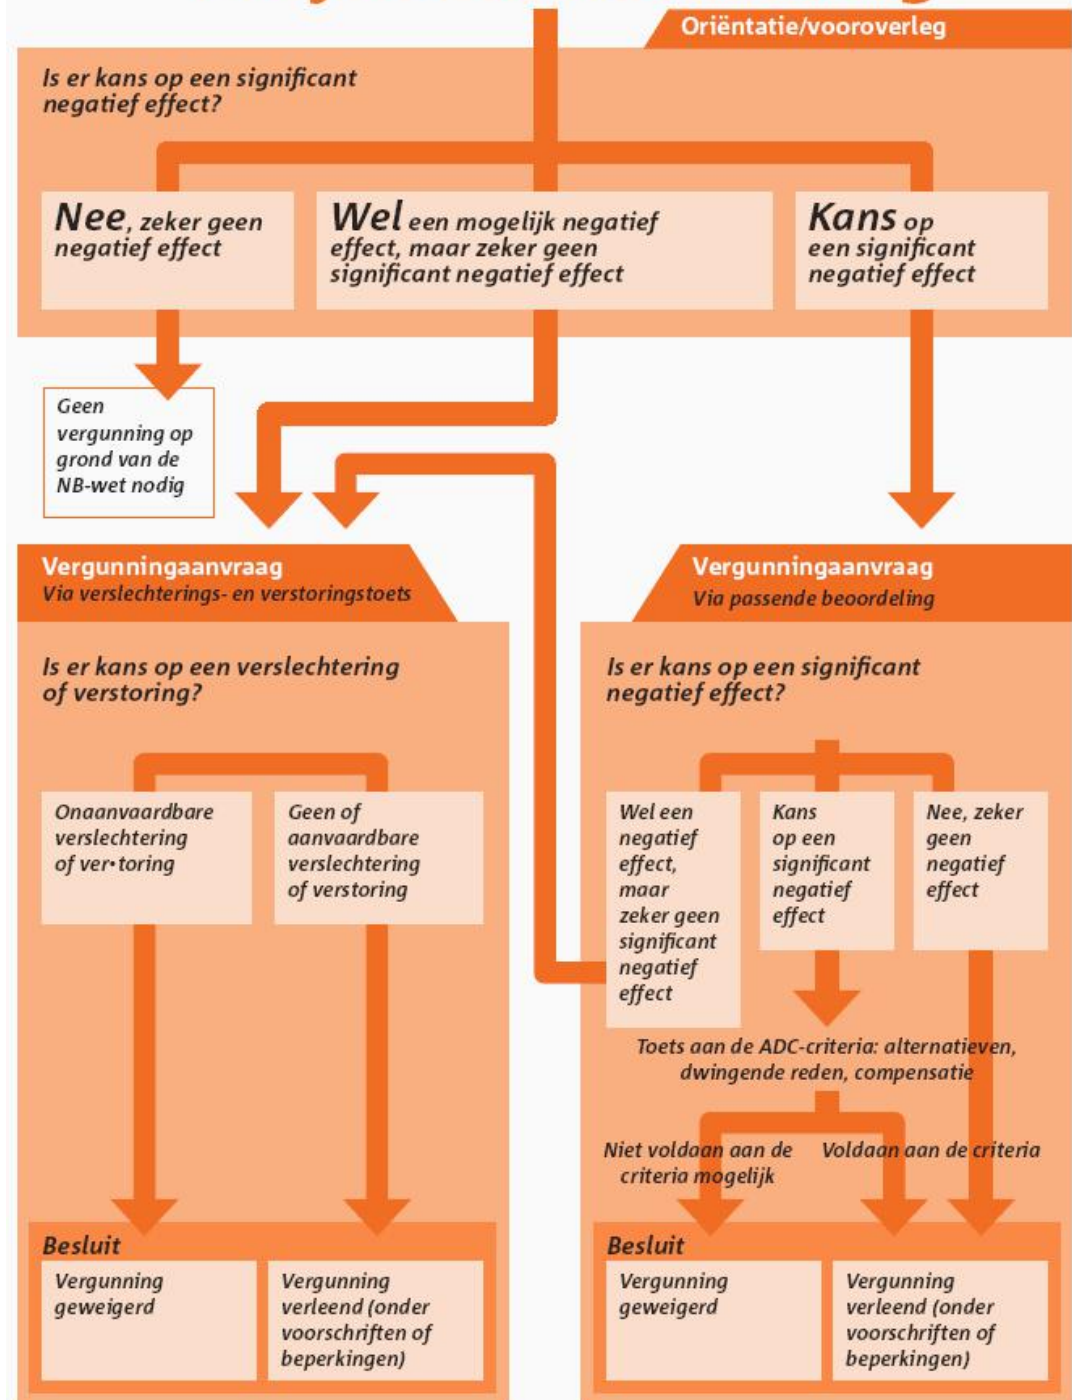 Oriëntatie/vooroverleg
Is er kans op een significant
negatief effect?
Nee, zeker geen
negatief effect
Wel een mogelijk negatief
effect, maar zeker geen
significant negatief effect
Kans op
een significant
negatief effect
Geen
vergunning op
grond van de
NB-wet nodig
Vergunningaanvraag
Via verslechterings- en verstoringstoets
Is er kans op een verslechtering
of verstoring?
Onaanvaardbare
verslechtering
of ver•toring
Geen of
aanvaardbare
verslechtering
of verstoring
Besluit
Vergunning
geweigerd
Vergunning
verleend (onder
voorschriften of
beperkingen)
Vergunningaanvraag
Via passende beoordeling
Is er kans op een significant
negatief effect?
Wel een
negatief
effect,
maar
zeker geen
significant
negatief
effect
Kans
op een
significant
negatief
effect
Nee, zeker
geen
negatief
effect
Toets aan de ADC-criteria: alternatieven,
dwingende reden, compensatie
Niet voldaan aan de
criteria mogelijk
Voldaan aan de criteria
Besluit
Vergunning
geweigerd
Vergunning
verleend (onder
voorschriften of
beperkingen)